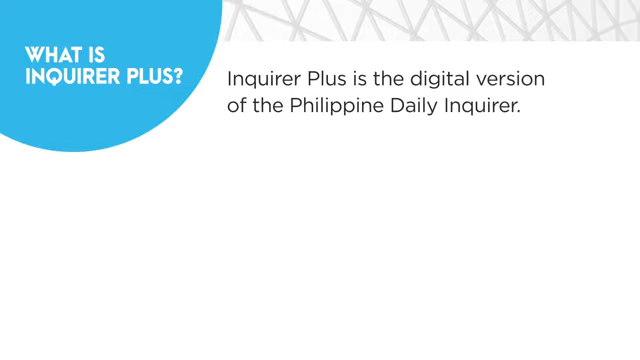 WHAT IS
INQUIRER PLUS?
Inquirer Plus is the digital version
of the Philippine Daily Inquirer.